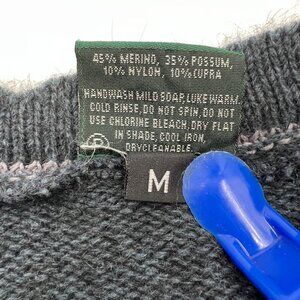 45% MERINO, 35% POSSUM,
10% NYLON, 10% CUPRA
HANDWASH MILD SOAP, LUKE WARM.
COLD RINSE, DO NOT SPIN, DO NOT
USE CHLORINE BLEACH, DRY FLAT
IN SHADE, COOL IRON,
DRYCLEANABLE.
M